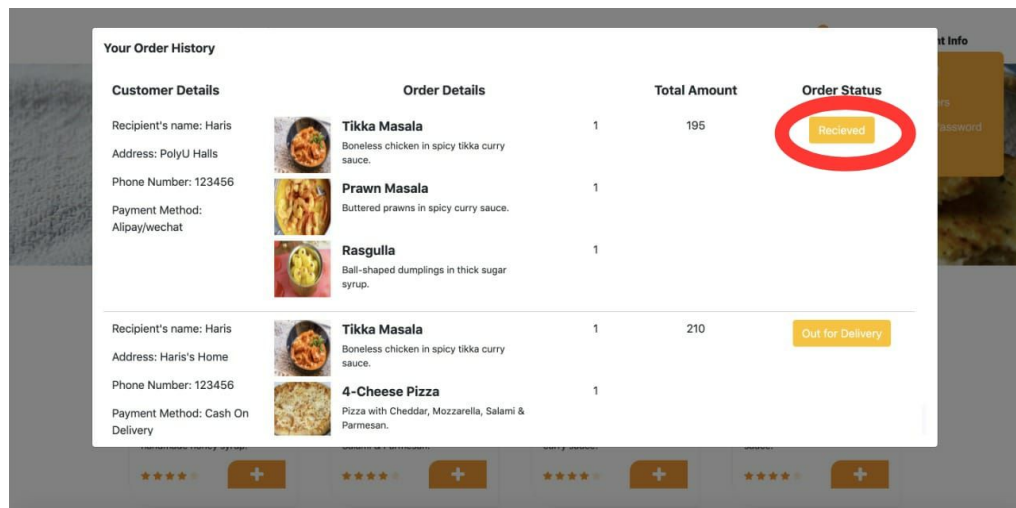 nt Info
Your Order History
Customer Details Order Details Total Amount Order Status
Recipient's name: Haris
Address: PolyU Halls
Phone Number: 123456
Payment Method:
Alipay/wechat
Tikka Masala 1 195 Recieved
Boneless chicken in spicy tikka curry
sauce.
Prawn Masala 1
Buttered prawns in spicy curry sauce.
Rasgulla 1
Ball-shaped dumplings in thick sugar
syrup.
ers
Password
Recipient's name: Haris
Address: Haris's Home
Phone Number: 123456
Payment Method: Cash On
Delivery
Tikka Masala 1 210 Out for Delivery
Boneless chicken in spicy tikka curry
sauce.
4-Cheese Pizza 1
Pizza with Cheddar, Mozzarella, Salami &
Parmesan.